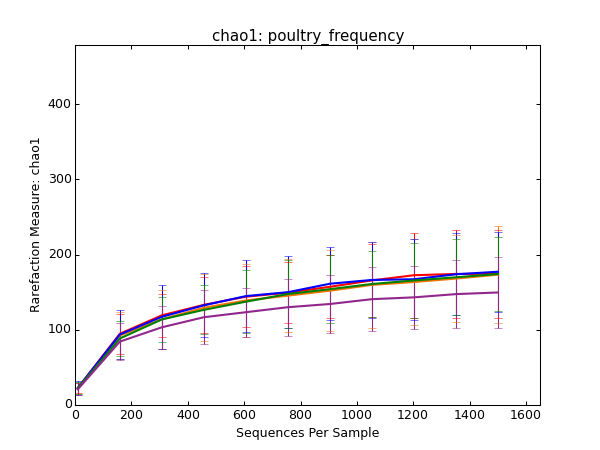 chao1: poultry_frequency
Rarefaction Measure: chao1
400
300
200
100
0
0 200 400 600 800 1000 1200 1400 1600
Sequences Per Sample